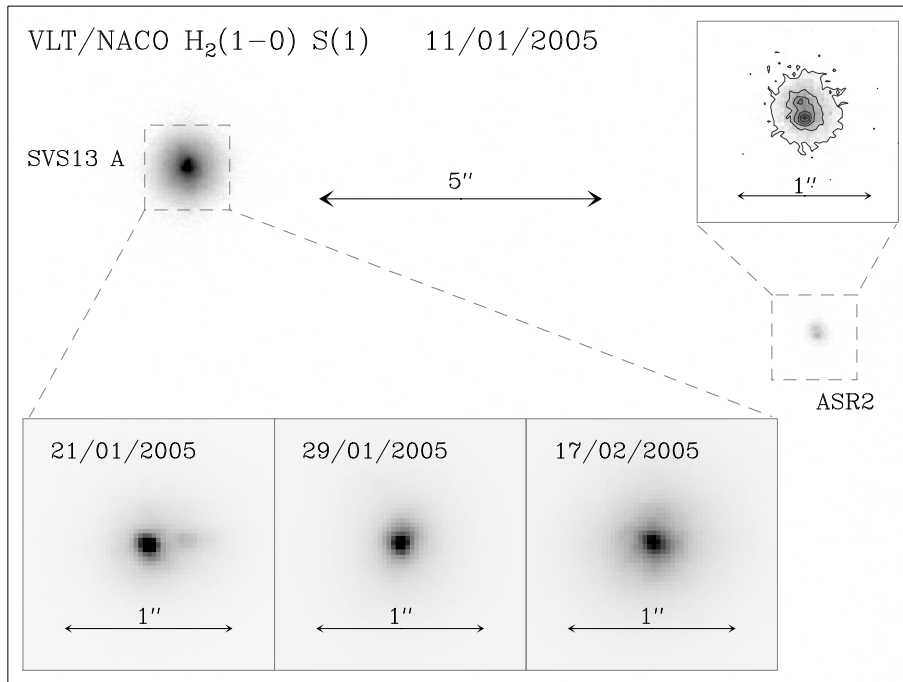 VLT/NACO H₂(1−0) S(1) 11/01/2005
SVS13 A
5″
1″
ASR2
21/01/2005
29/01/2005
17/02/2005
1″
1″
1″